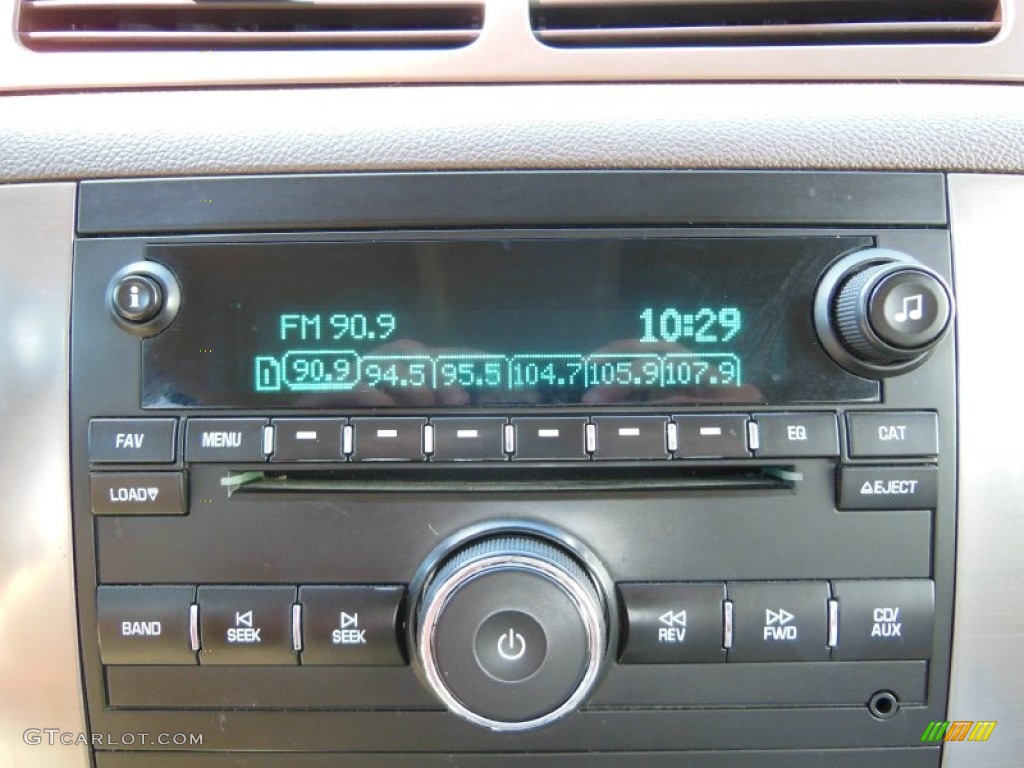 i
FM 90.9 10:29
1 90.9 94.5 95.5 104.7 105.9 107.9
FAV MENU EQ CAT
LOAD EJECT
BAND SEEK SEEK REV FWD CD/
AUX
GTCARLOT.COM